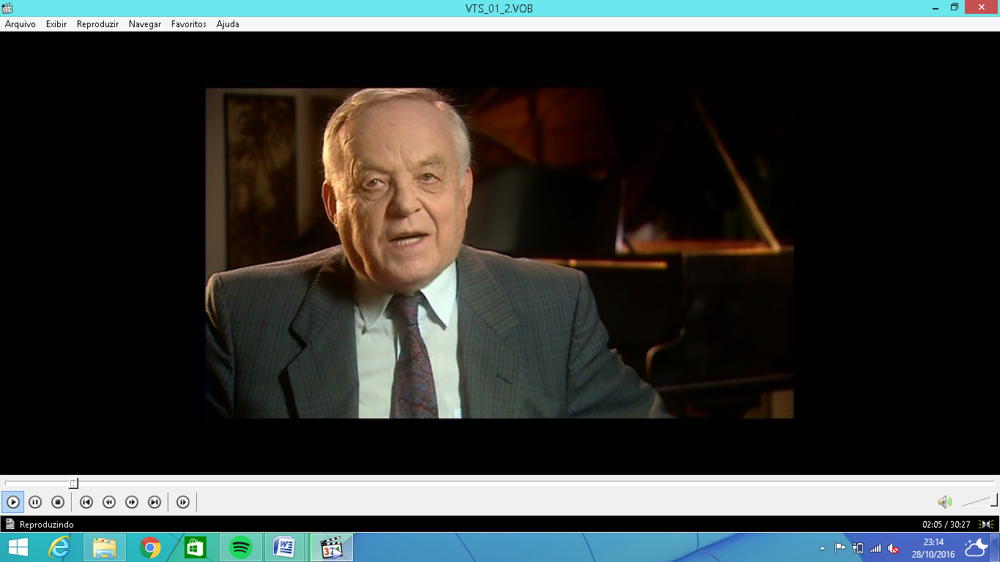 VTS_01_2.VOB
Arquivo Exibir Reproduzir Navegar Favoritos Ajuda
Reproduzindo
02:05 / 30:27
23:14
28/10/2016